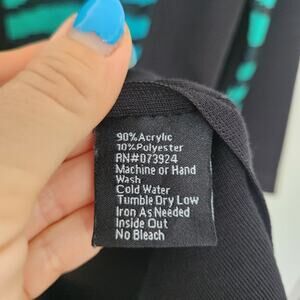 90% Acrylic
10% Polyester
RN#073924
Machine or Hand
Wash
Cold Water
Tumble Dry Low
Iron As Needed
Inside Out
No Bleach